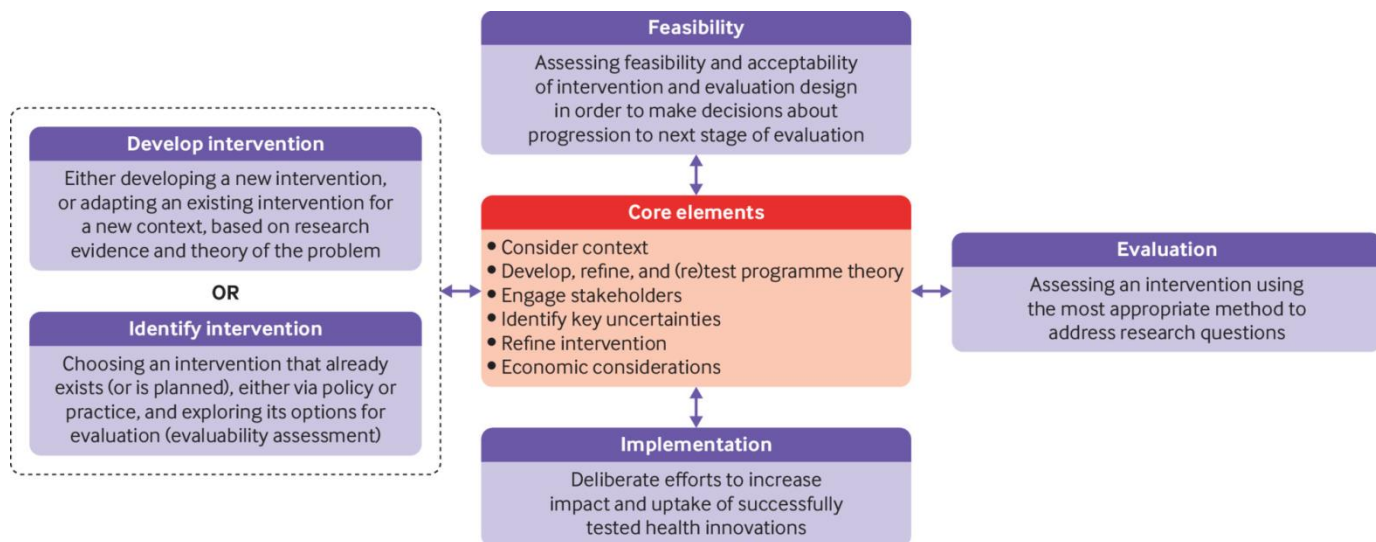 Feasibility
Assessing feasibility and acceptability
of intervention and evaluation design
in order to make decisions about
progression to next stage of evaluation
Develop intervention
Either developing a new intervention,
or adapting an existing intervention for
a new context, based on research
evidence and theory of the problem
OR
Identify intervention
Choosing an intervention that already
exists (or is planned), either via policy or
practice, and exploring its options for
evaluation (evaluability assessment)
Core elements
• Consider context
• Develop, refine, and (re)test programme theory
• Engage stakeholders
• Identify key uncertainties
• Refine intervention
• Economic considerations
Evaluation
Assessing an intervention using
the most appropriate method to
address research questions
Implementation
Deliberate efforts to increase
impact and uptake of successfully
tested health innovations